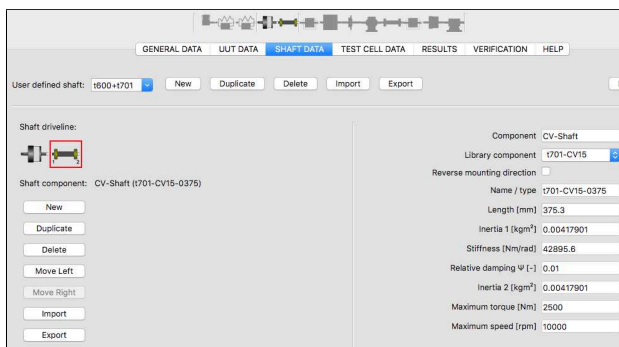 GENERAL DATA UUT DATA SHAFT DATA TEST CELL DATA RESULTS VERIFICATION HELP
User defined shaft: t600+t701 New Duplicate Delete Import Export
Shaft driveline:
1 2
Shaft component: CV-Shaft (t701-CV15-0375)
New
Duplicate
Delete
Move Left
Move Right
Import
Export
Component CV-Shaft
Library component t701-CV15
Reverse mounting direction
Name / type t701-CV15-0375
Length [mm] 375.3
Inertia 1 [kgm²] 0.00417901
Stiffness [Nm/rad] 42895.6
Relative damping Ψ [-] 0.01
Inertia 2 [kgm²] 0.00417901
Maximum torque [Nm] 2500
Maximum speed [rpm] 10000